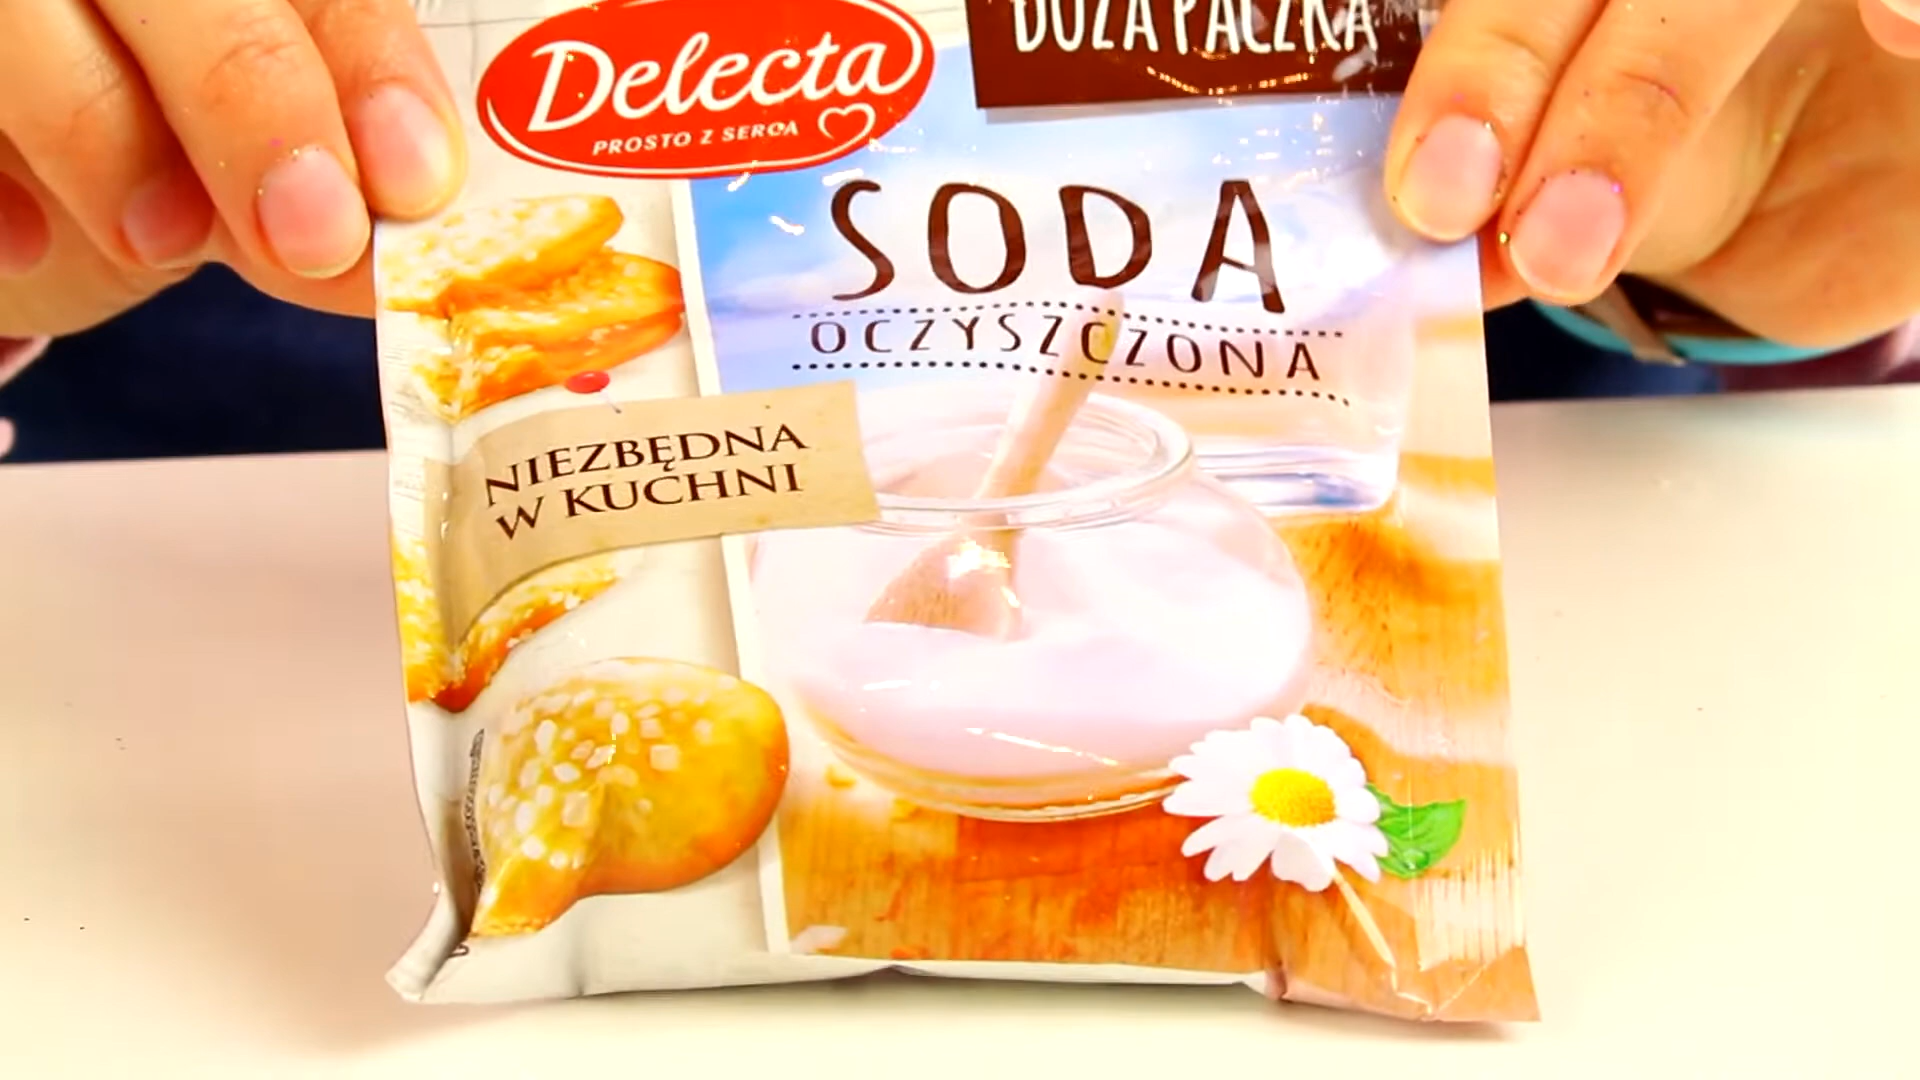 Delecta
PROSTO Z SERCA
DUŻA PACZKA
SODA
OCZYSZCZONA
NIEZBĘDNA
W KUCHNI